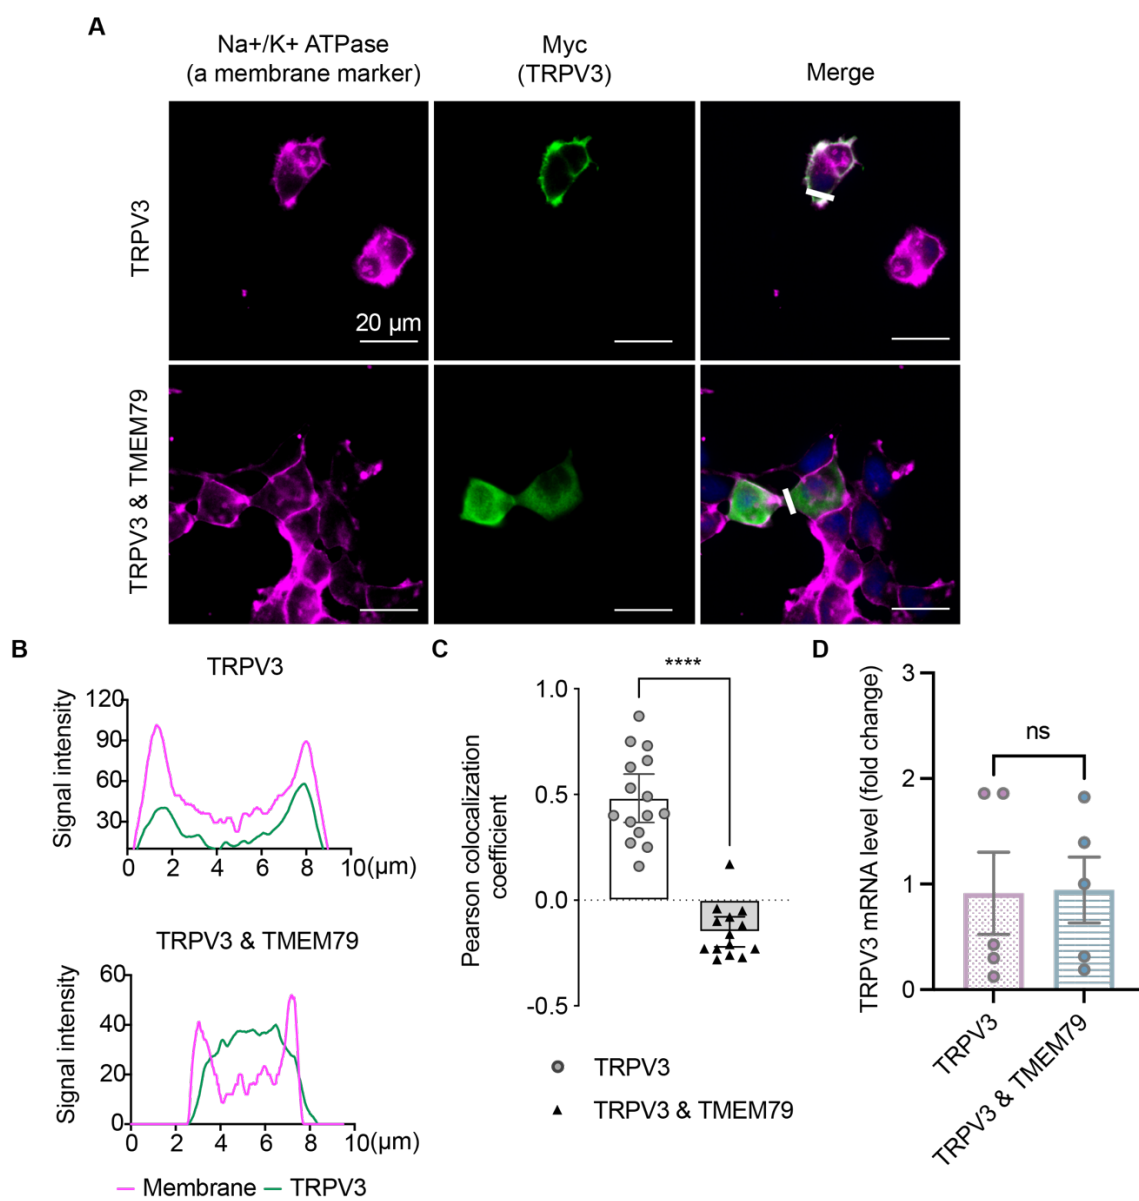 A
Na+/K+ ATPase
(a membrane marker)
Myc
(TRPV3)
Merge
TRPV3
20 µm
TRPV3 & TMEM79
B
TRPV3
Signal intensity
120
90
60
30
0 2 4 6 8 10(µm)
TRPV3 & TMEM79
Signal intensity
60
40
20
0
0 2 4 6 8 10(µm)
Membrane TRPV3
C
****
Pearson colocalization
coefficient
1.0
0.5
0.0
-0.5
TRPV3
TRPV3 & TMEM79
D
ns
TRPV3 mRNA level (fold change)
3
2
1
0
TRPV3
TRPV3 & TMEM79